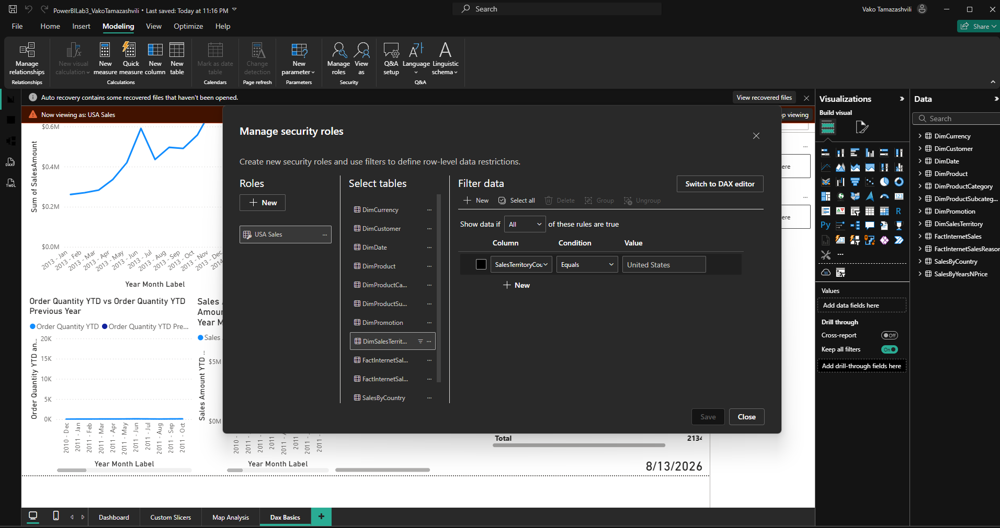 PowerBILab3_VakoTamazashvili • Last saved: Today at 11:16 PM
Search
Vako Tamazashvili
File Home Insert Modeling View Optimize Help
Share
Manage relationships
New visual calculation
New measure
Quick measure
New column
New table
Mark as date table
Change detection
New parameter
Manage roles
View as
Q&A setup
Language
Linguistic schema
Relationships
Calculations
Calendars
Page refresh
Parameters
Security
Q&A
Auto recovery contains some recovered files that haven't been opened.
View recovered files
Now viewing as: USA Sales
viewing
DAX
TMDL
Sum of SalesAmount
$0.6M
$0.4M
$0.2M
$0.0M
2013 - Jan
2013 - Feb
2013 - Mar
2013 - Apr
2013 - May
2013 - Jun
2013 - Jul
2013 - Aug
2013 - Sep
2013 - Oct
2013 - Nov
2013 - Dec
Year Month Label
Order Quantity YTD vs Order Quantity YTD
Previous Year
Order Quantity YTD
Order Quantity YTD Pre...
Order Quantity YTD an...
20K
15K
10K
5K
0K
2010 - Dec
2011 - Jan
2011 - Feb
2011 - Mar
2011 - Apr
2011 - May
2011 - Jun
2011 - Jul
2011 - Aug
2011 - Sep
2011 - Oct
Year Month Label
Sales
Year M
Sales
Sales Amount YTD ...
$5M
$0M
Year Month Label
Manage security roles
Create new security roles and use filters to define row-level data restrictions.
Roles
New
USA Sales
Select tables
DimCurrency
DimCustomer
DimDate
DimProduct
DimProductCa...
DimProductSu...
DimPromotion
DimSalesTerrit...
FactInternetSal...
FactInternetSal...
SalesByCountry
Filter data
Switch to DAX editor
New
Select all
Delete
Group
Ungroup
Show data if All of these rules are true
Column Condition Value
SalesTerritoryCou Equals United States
New
Save
Close
Total 2134
8/13/2026
Visualizations
Build visual
R
Py
123
Values
Add data fields here
Drill through
Cross-report
Off
Keep all filters
On
Add drill-through fields here
Data
Search
DimCurrency
DimCustomer
DimDate
DimProduct
DimProductCategory
DimProductSubcateg...
DimPromotion
DimSalesTerritory
FactInternetSales
FactInternetSalesReason
SalesByCountry
SalesByYearsNPrice
Dashboard
Custom Slicers
Map Analysis
Dax Basics